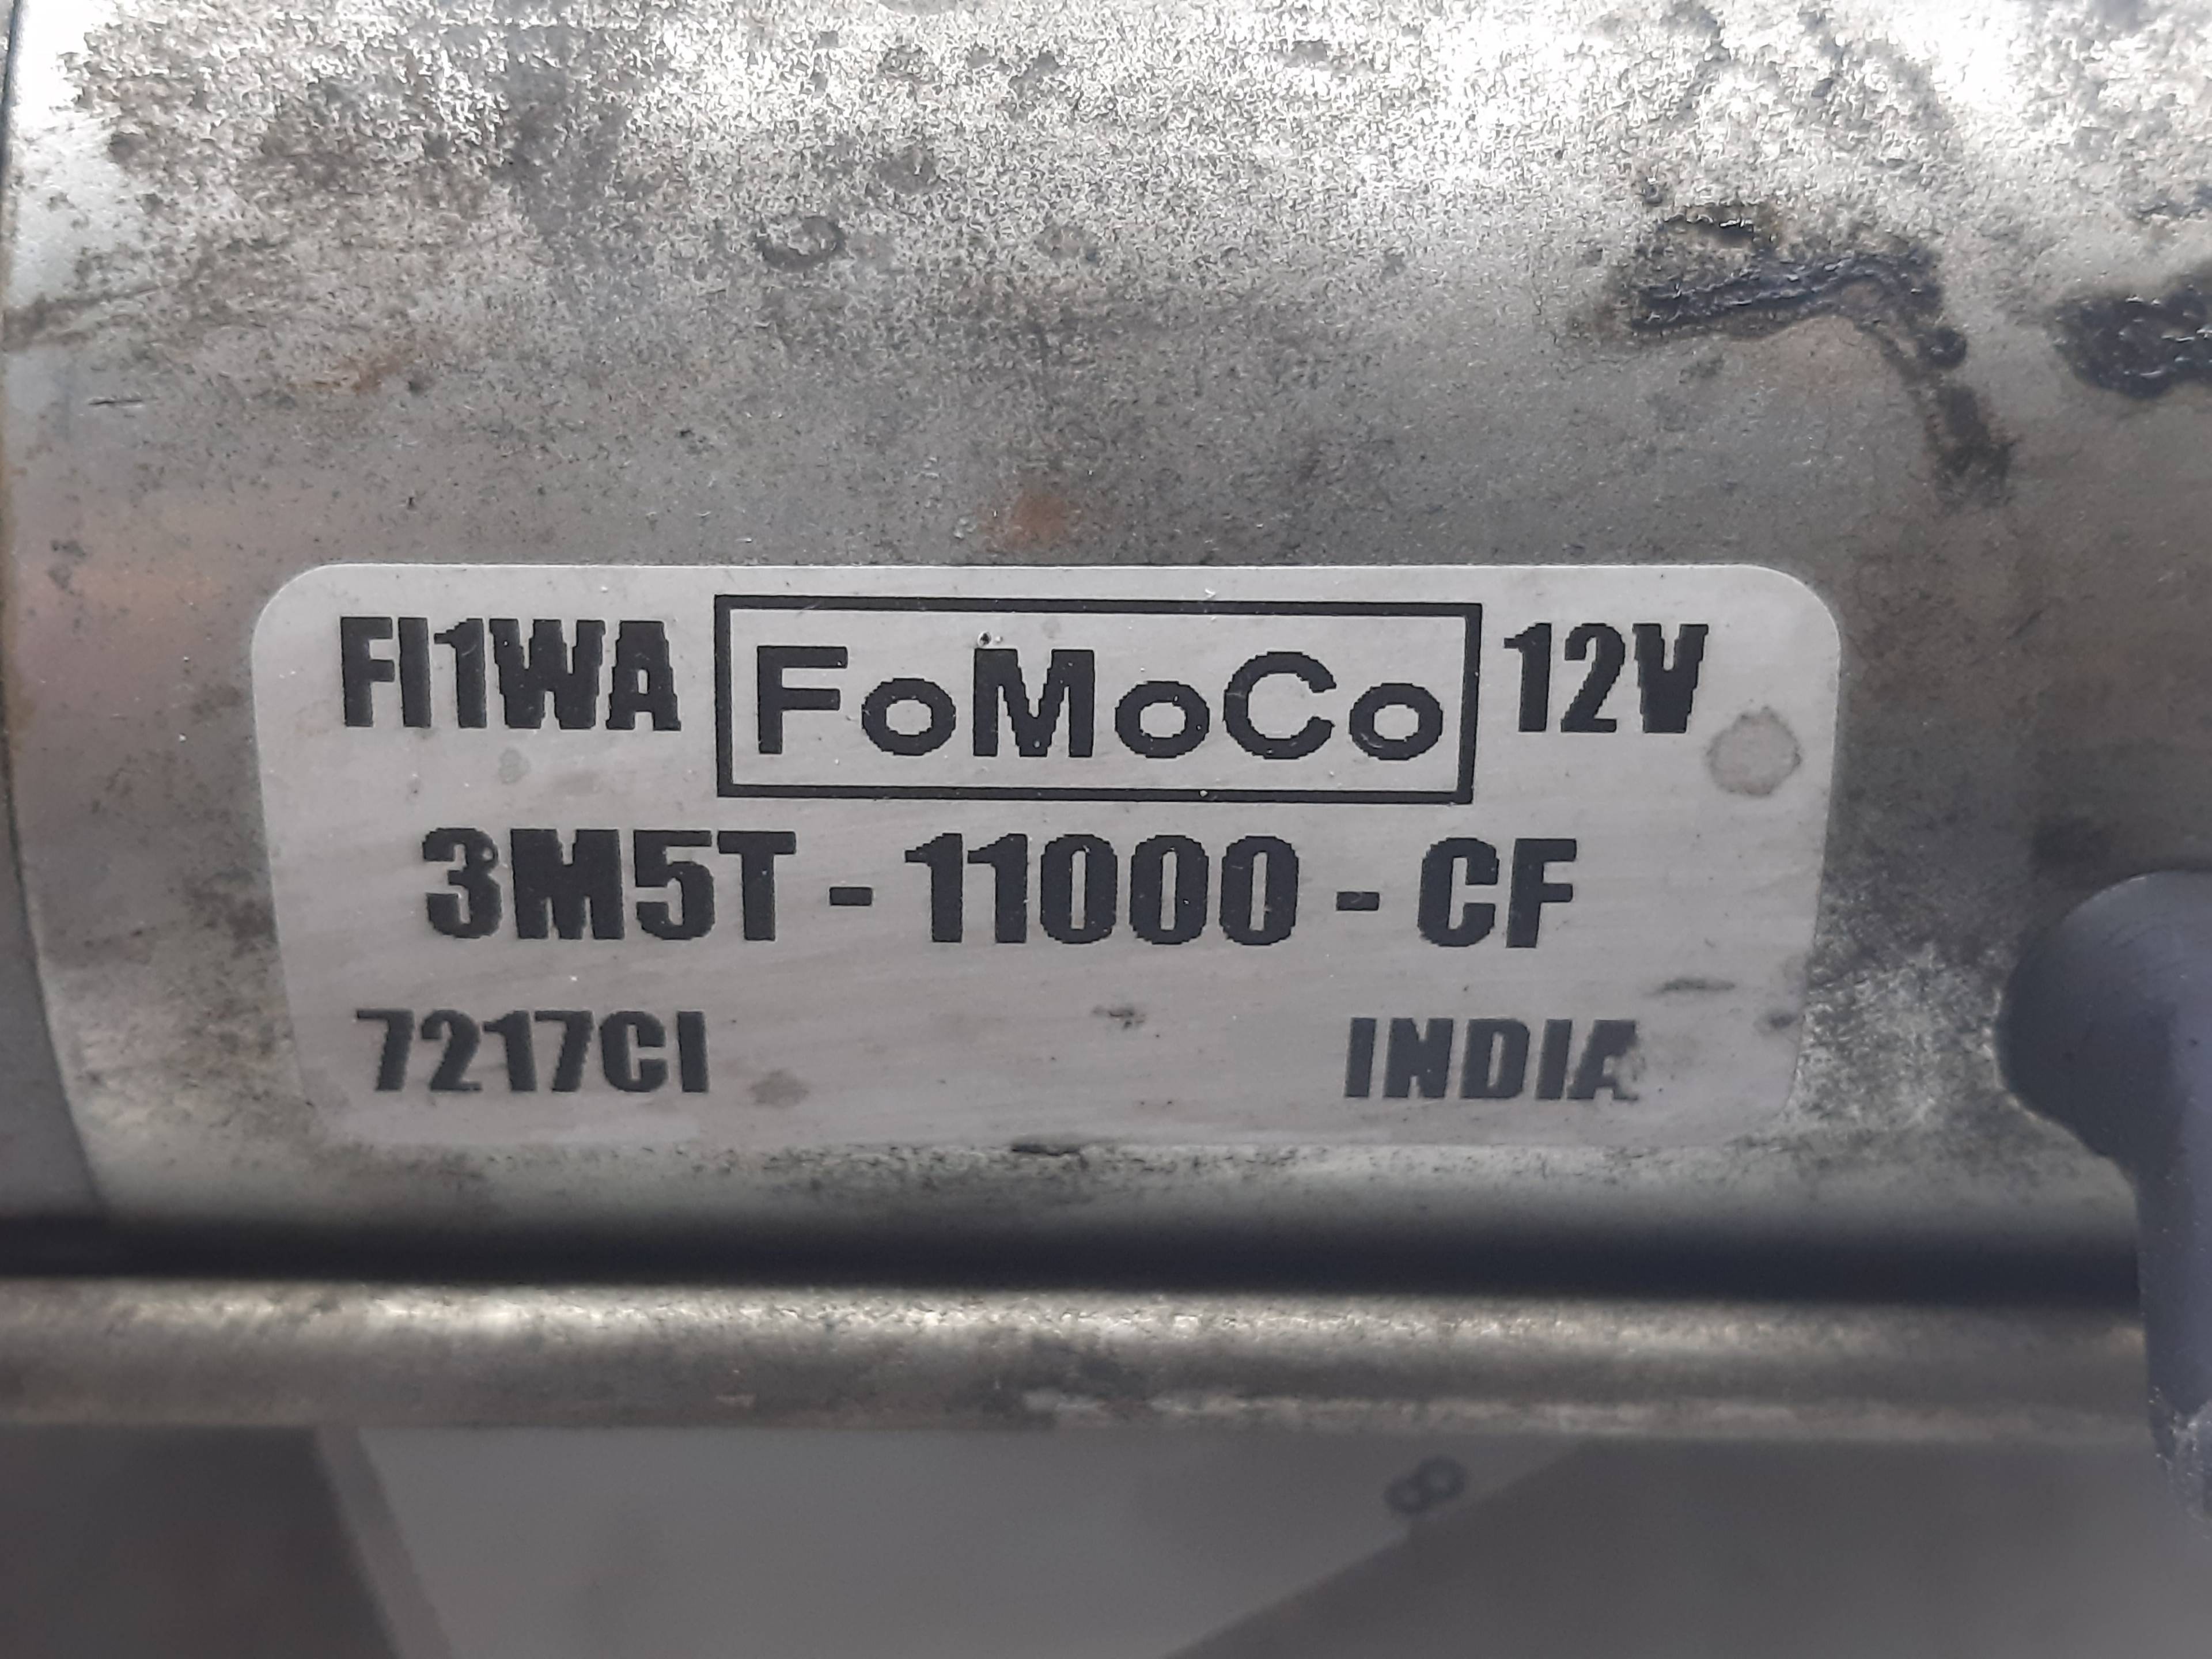 FI1WA FoMoCo 12V
3M5T - 11000 - CF
7217CI INDIA